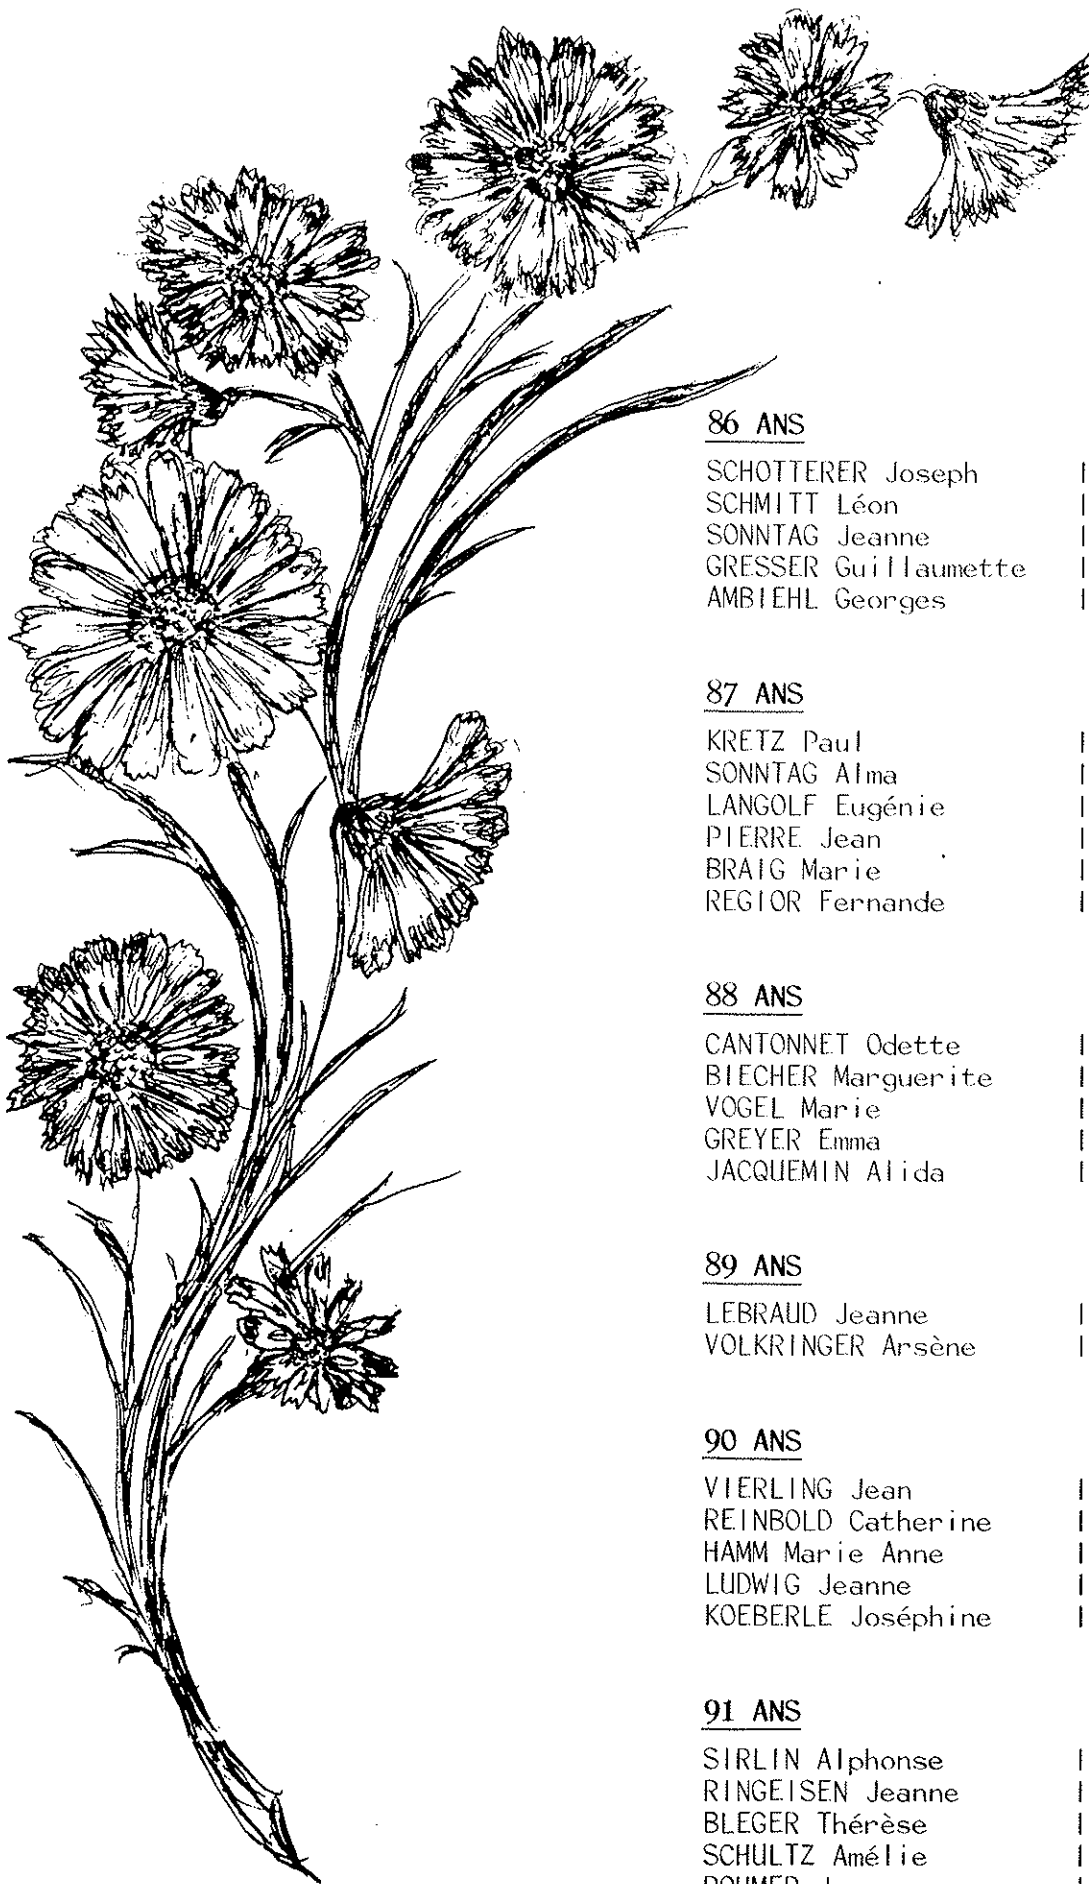 86 ANS
SCHOTTERER Joseph
SCHMITT Léon
SONNTAG Jeanne
GRESSER Guillaumette
AMBIEHL Georges
87 ANS
KRETZ Paul
SONNTAG Alma
LANGOLF Eugénie
PIERRE Jean
BRAIG Marie
REGIOR Fernande
88 ANS
CANTONNET Odette
BIECHER Marguerite
VOGEL Marie
GREYER Emma
JACQUEMIN Alida
89 ANS
LEBRAUD Jeanne
VOLKRINGER Arsène
90 ANS
VIERLING Jean
REINBOLD Catherine
HAMM Marie Anne
LUDWIG Jeanne
KOEBERLE Joséphine
91 ANS
SIRLIN Alphonse
RINGEISEN Jeanne
BLEGER Thérèse
SCHULTZ Amélie